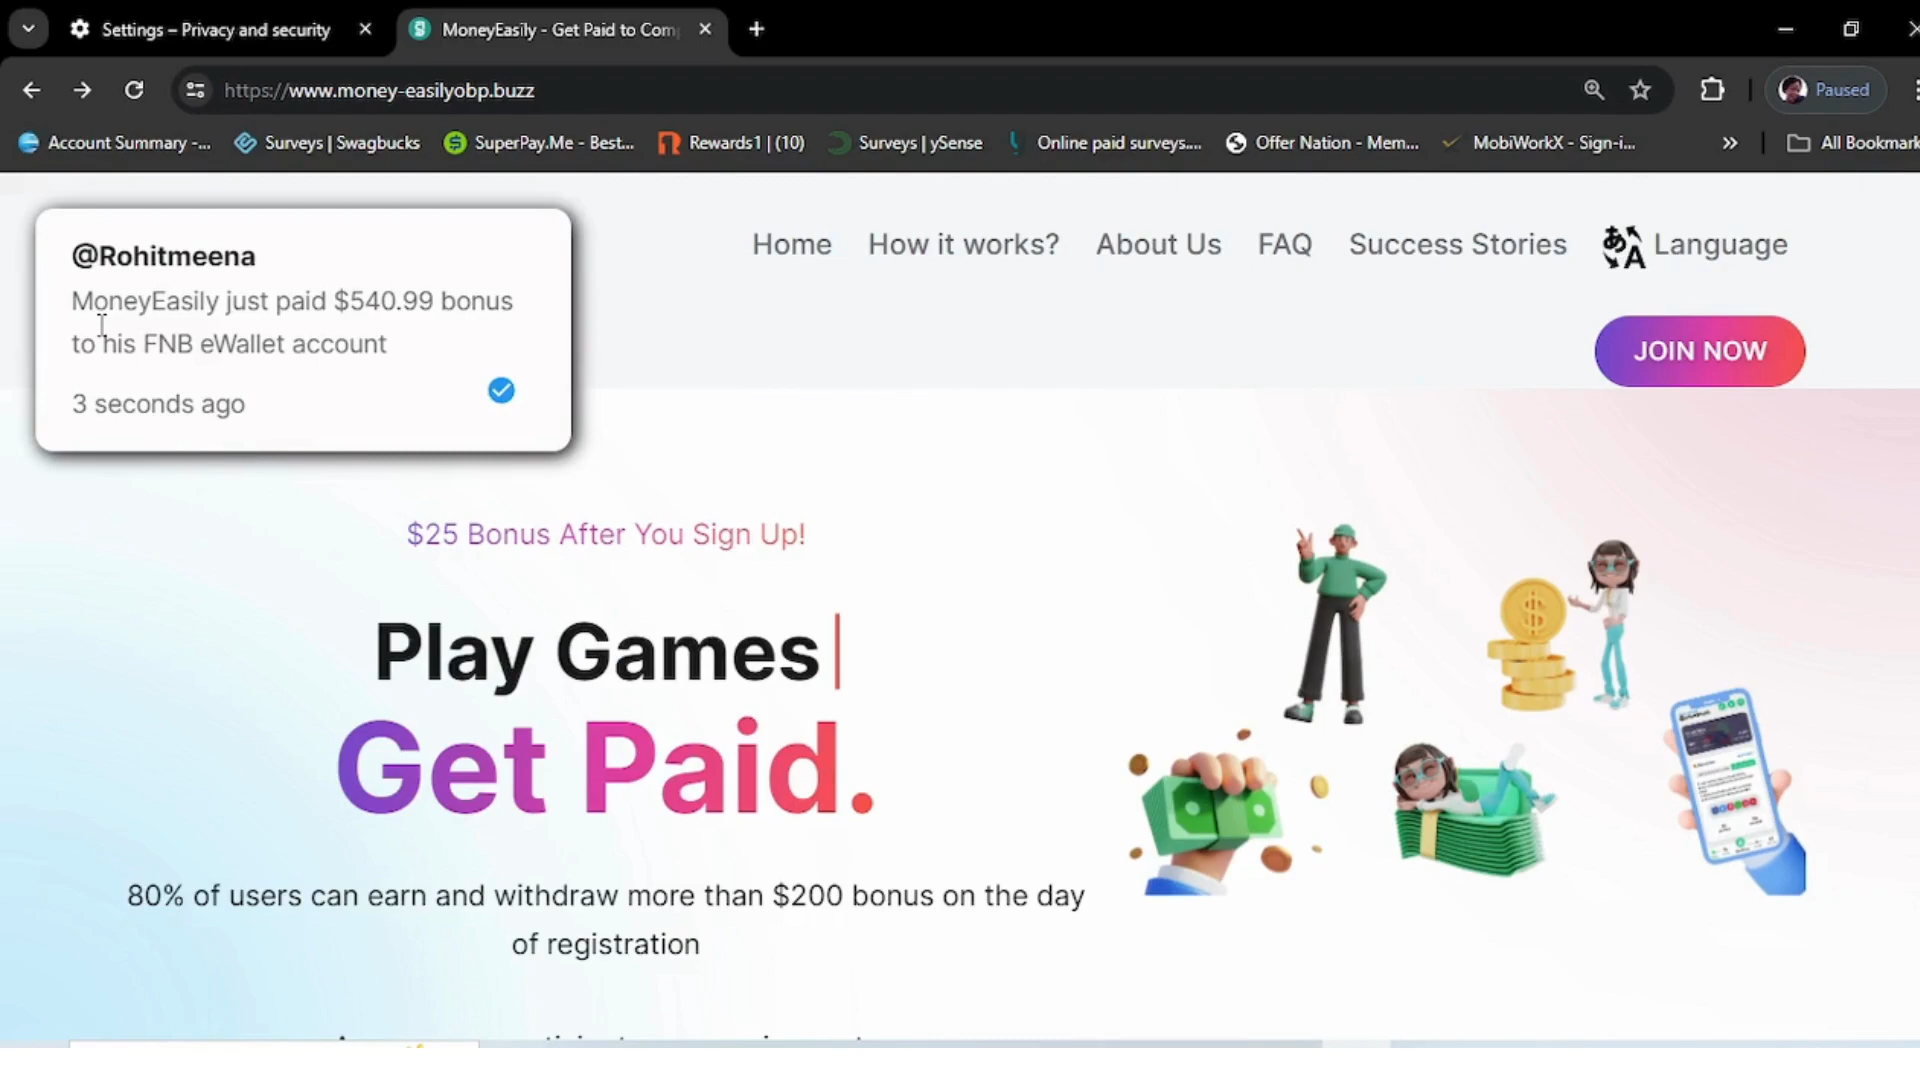 Settings – Privacy and security
MoneyEasily - Get Paid to Com
https://www.money-easilyobp.buzz
Paused
Account Summary -...
Surveys | Swagbucks
SuperPay.Me - Best...
Rewards1 | (10)
Surveys | ySense
Online paid surveys....
Offer Nation - Mem...
MobiWorkX - Sign-i...
All Bookmark
@Rohitmeena
MoneyEasily just paid $540.99 bonus
to his FNB eWallet account
3 seconds ago
Home
How it works?
About Us
FAQ
Success Stories
Language
JOIN NOW
$25 Bonus After You Sign Up!
Play Games
Get Paid.
80% of users can earn and withdraw more than $200 bonus on the day
of registration